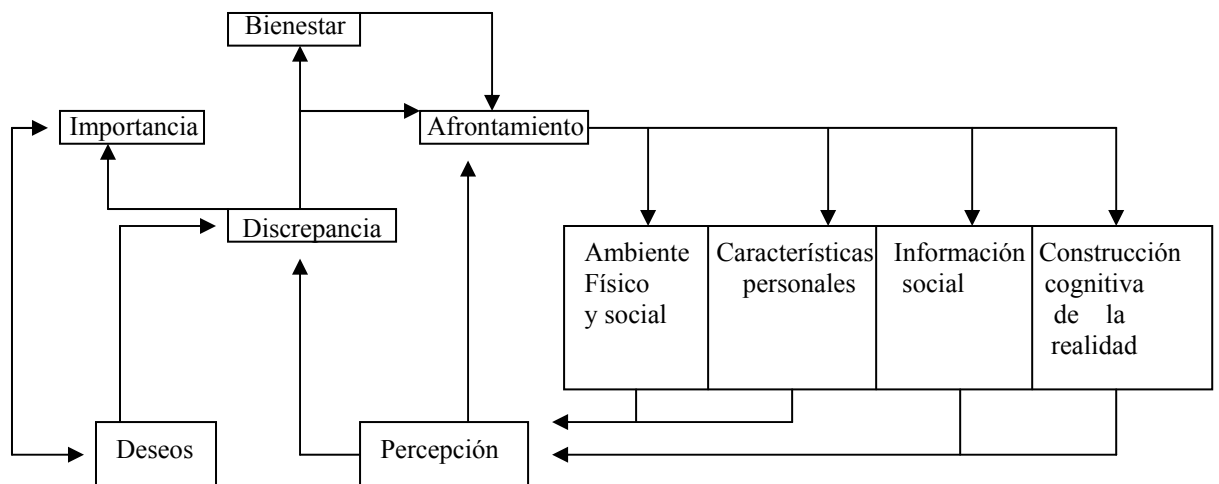 Bienestar
Importancia
Afrontamiento
Discrepancia
Ambiente
Físico
y social
Características
personales
Información
social
Construcción
cognitiva
de la
realidad
Deseos
Percepción